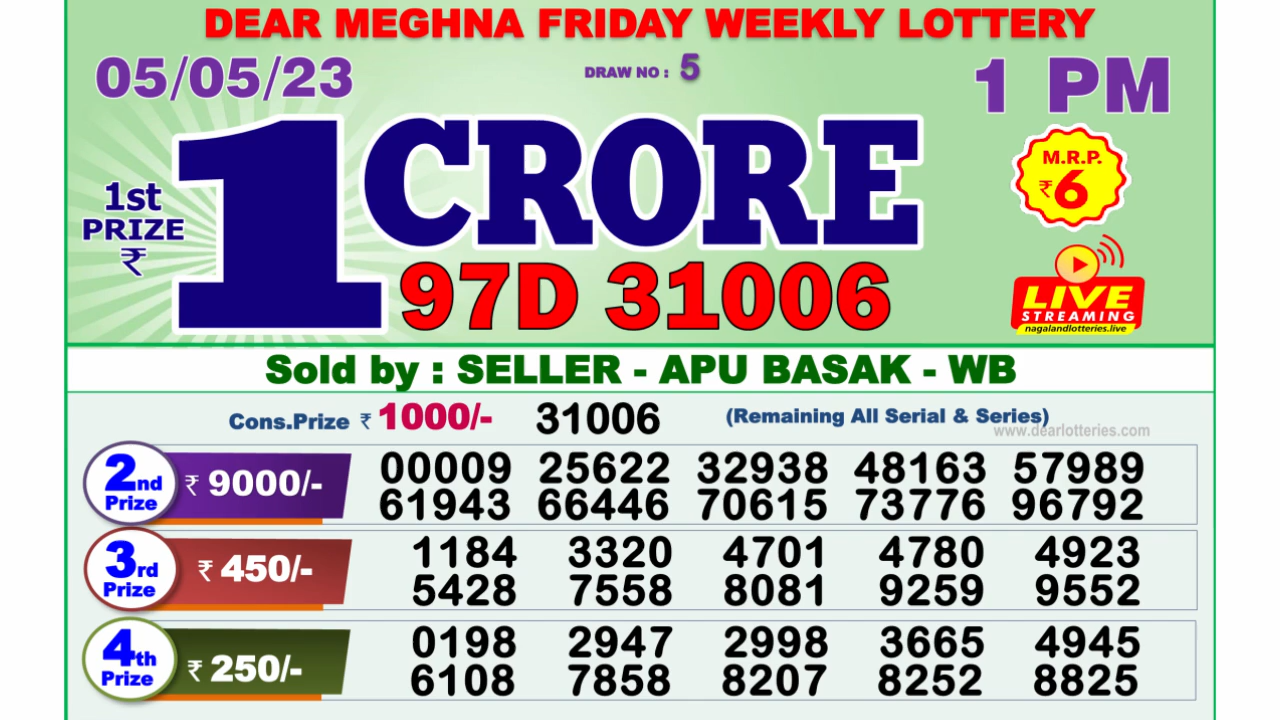 DEAR MEGHNA FRIDAY WEEKLY LOTTERY
05/05/23
DRAW NO : 5
1 PM
1st
PRIZE
₹
1 CRORE
97D 31006
M.R.P.
₹6
LIVE
STREAMING
nagalandlotteries.live
Sold by : SELLER - APU BASAK - WB
Cons.Prize ₹ 1000/- 31006 (Remaining All Serial & Series)
www.dearlotteries.com
2nd
Prize
₹ 9000/-
00009 25622 32938 48163 57989
61943 66446 70615 73776 96792
3rd
Prize
₹ 450/-
1184 3320 4701 4780 4923
5428 7558 8081 9259 9552
4th
Prize
₹ 250/-
0198 2947 2998 3665 4945
6108 7858 8207 8252 8825